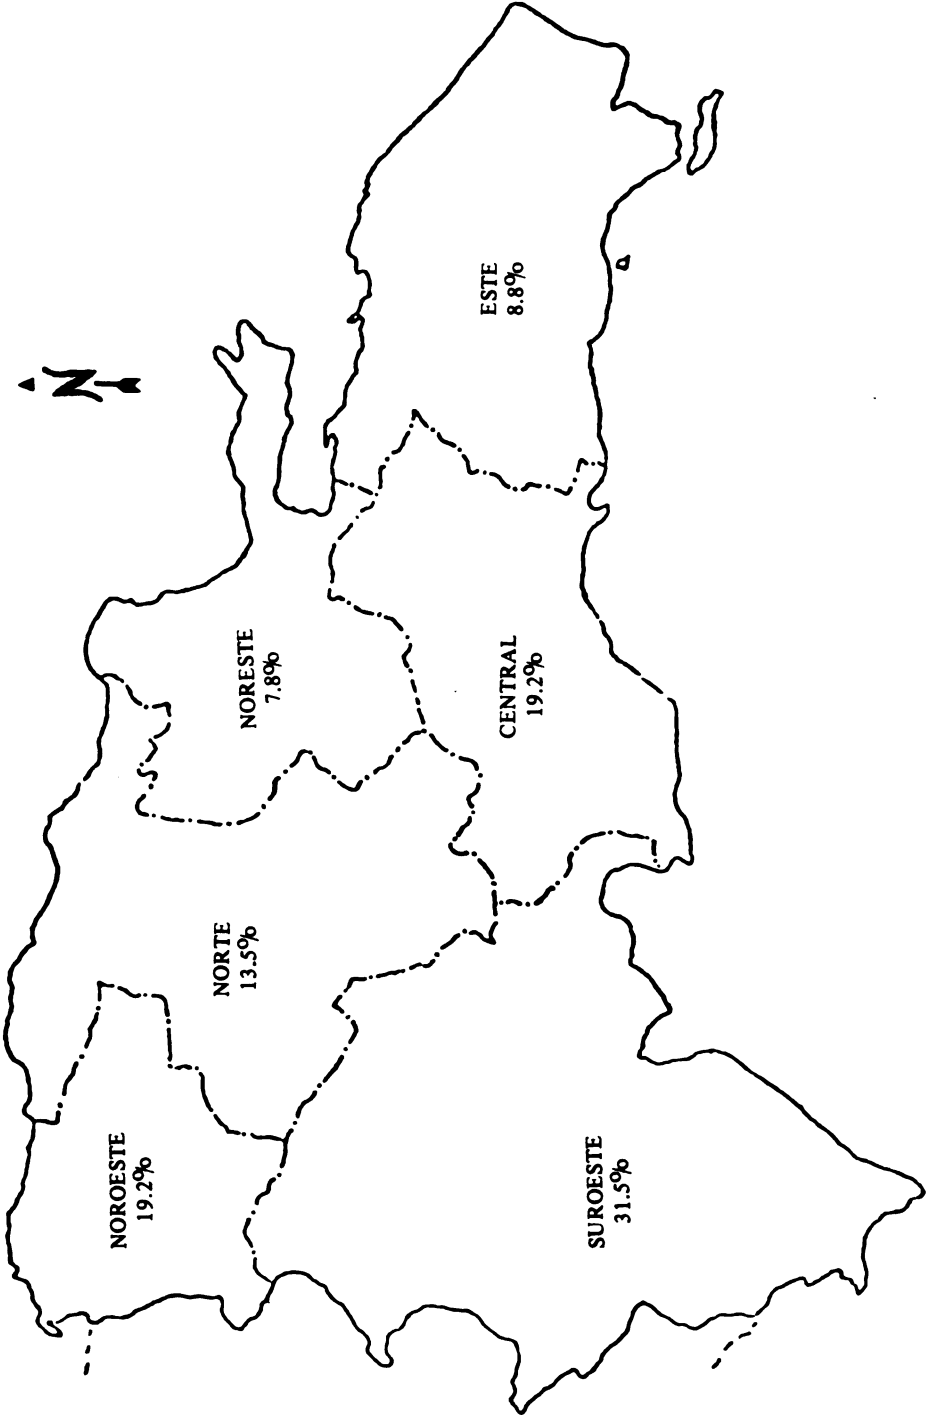 N
NOROESTE
19.2%
NORTE
13.5%
NORESTE
7.8%
ESTE
8.8%
CENTRAL
19.2%
SUROESTE
31.5%